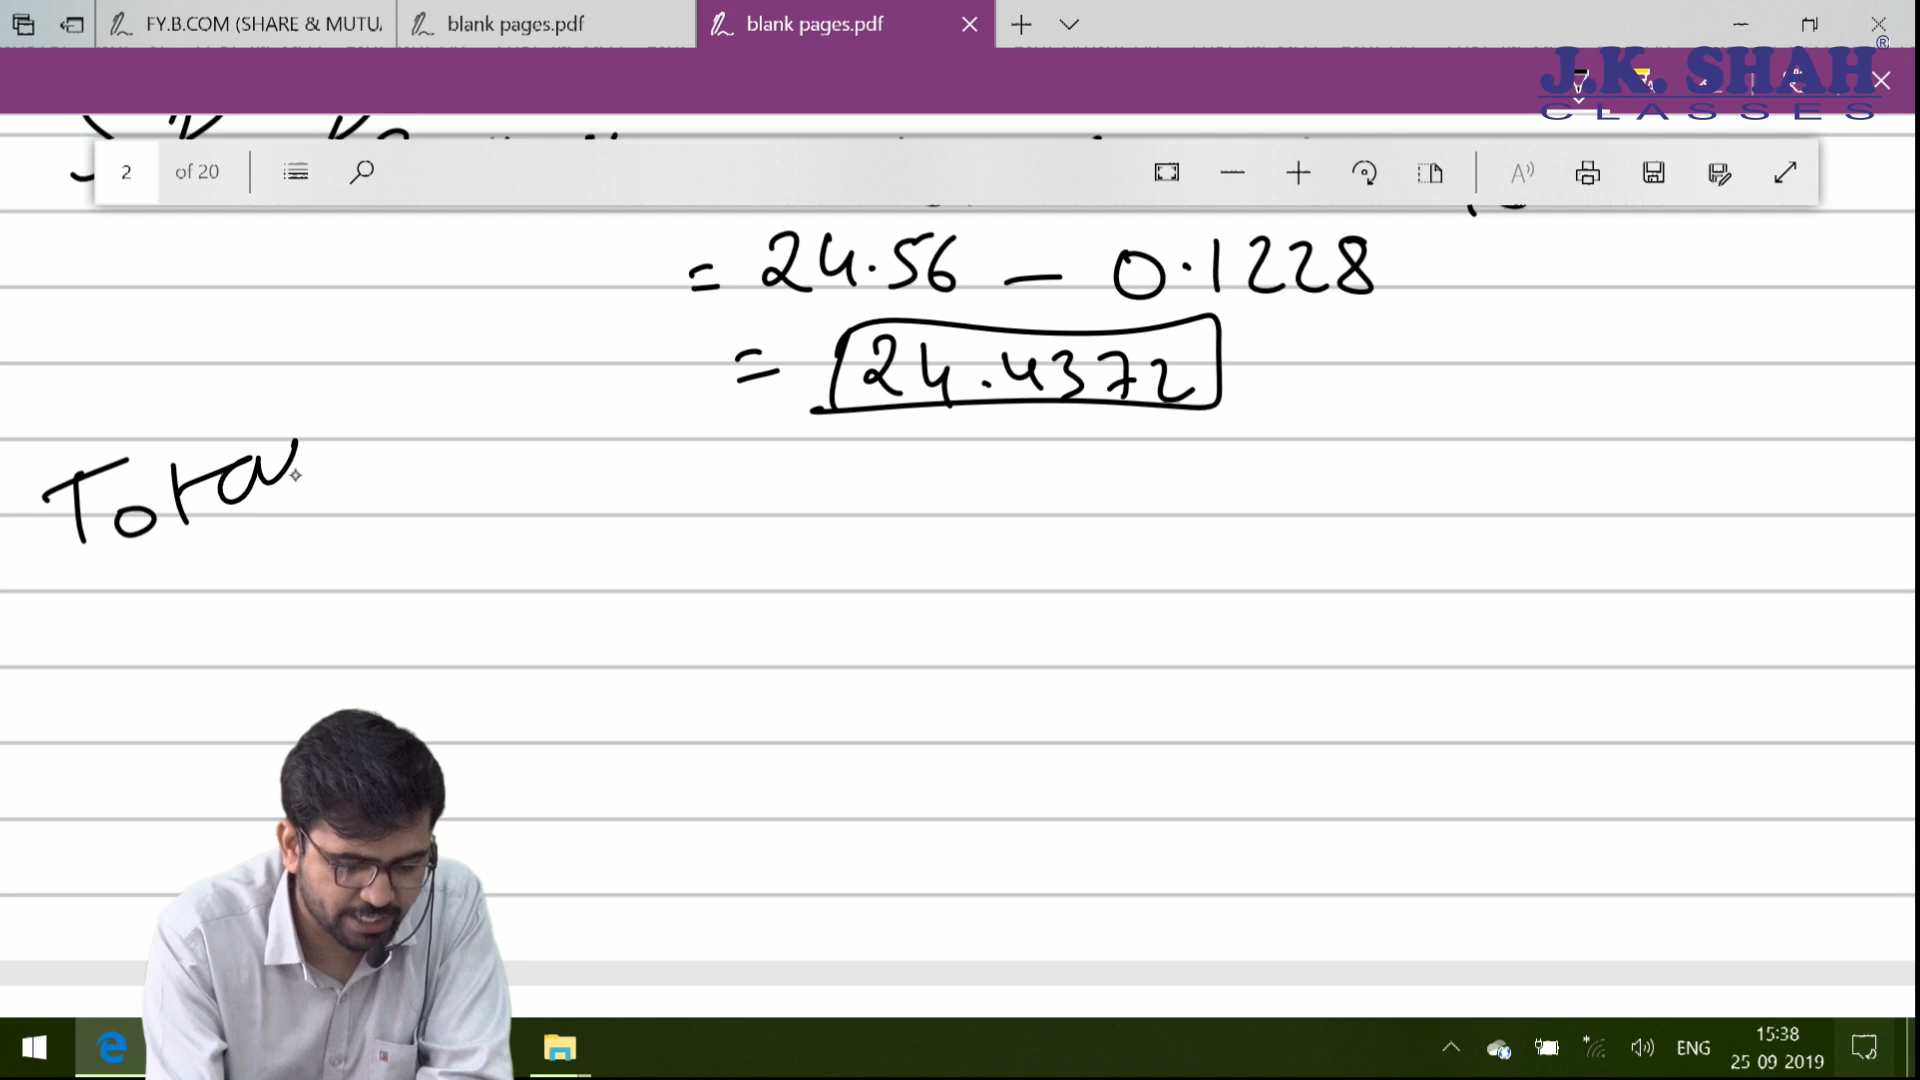 FY.B.COM (SHARE & MUTU
blank pages.pdf
blank pages.pdf
J.K. SHAH®
CLASSES
2 of 20
= 24.56 — 0.1228
= 24.4372
Total
ENG
15:38
25-09-2019